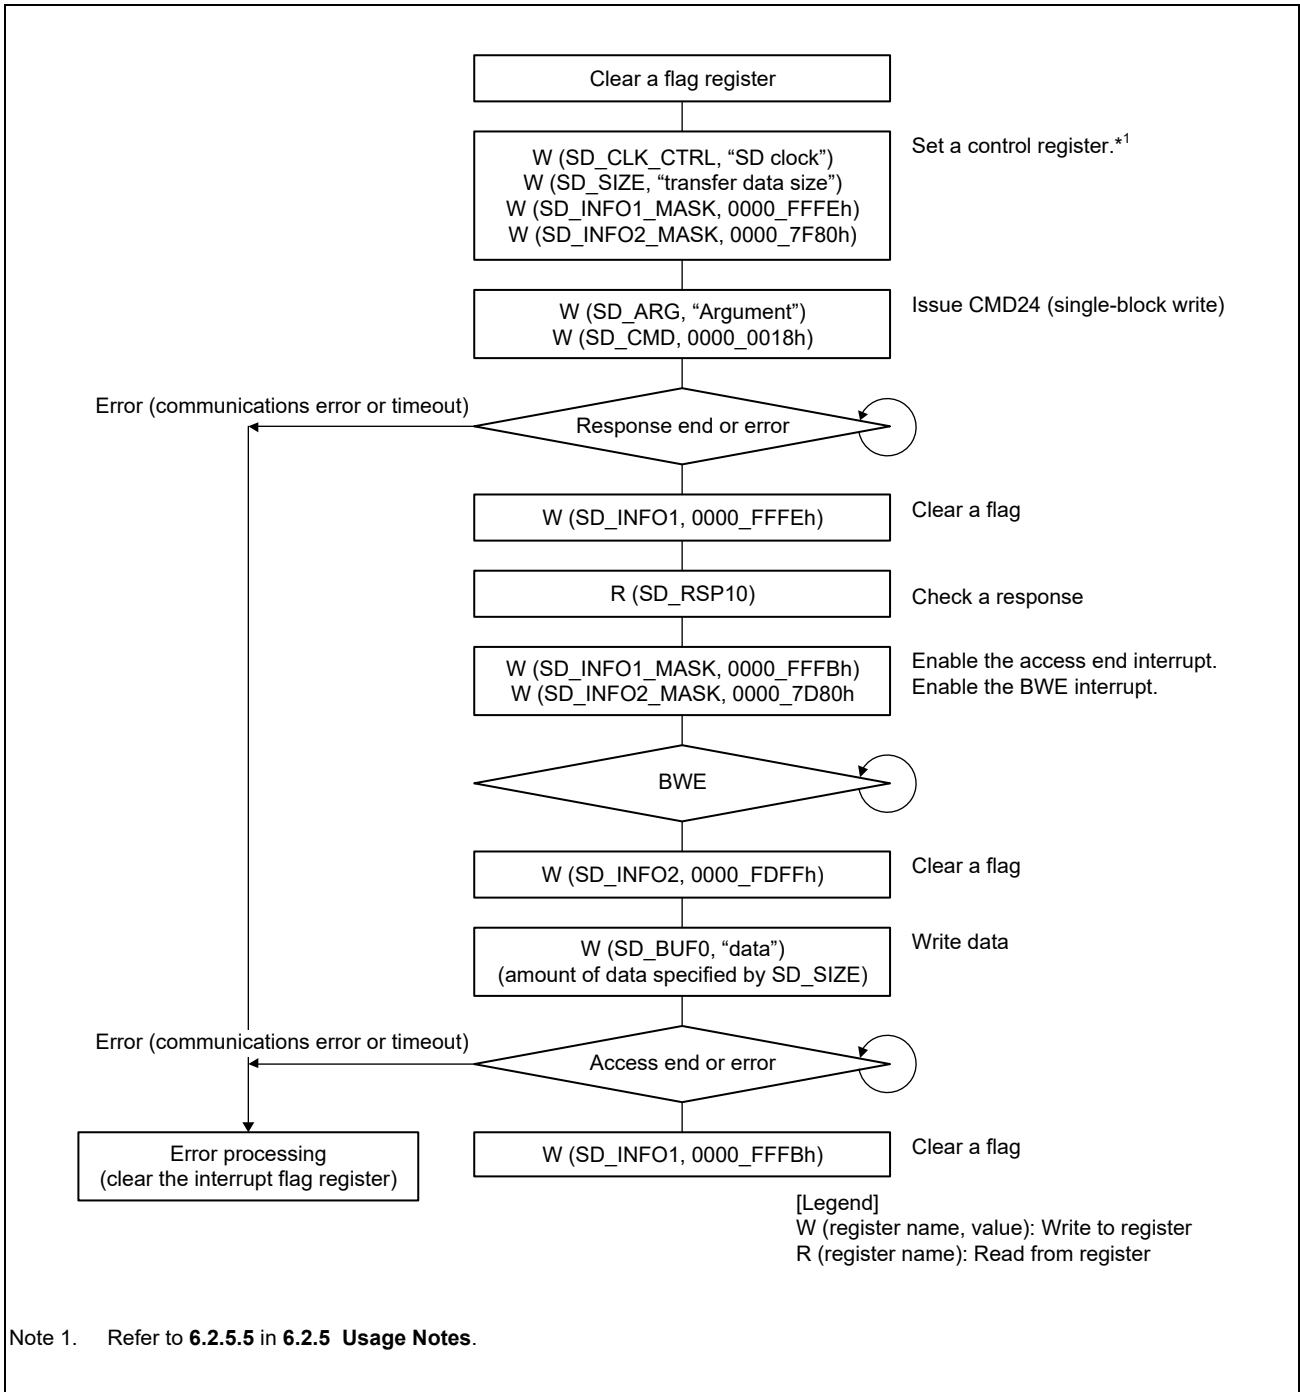 Clear a flag register
W (SD_CLK_CTRL, “SD clock”)
W (SD_SIZE, “transfer data size”)
W (SD_INFO1_MASK, 0000_FFFEh)
W (SD_INFO2_MASK, 0000_7F80h)
Set a control register.*1
W (SD_ARG, “Argument”)
W (SD_CMD, 0000_0018h)
Issue CMD24 (single-block write)
Error (communications error or timeout)
Response end or error
W (SD_INFO1, 0000_FFFEh)
Clear a flag
R (SD_RSP10)
Check a response
W (SD_INFO1_MASK, 0000_FFFBh)
W (SD_INFO2_MASK, 0000_7D80h
Enable the access end interrupt.
Enable the BWE interrupt.
BWE
W (SD_INFO2, 0000_FDFFh)
Clear a flag
W (SD_BUF0, “data”)
(amount of data specified by SD_SIZE)
Write data
Error (communications error or timeout)
Access end or error
Error processing
(clear the interrupt flag register)
W (SD_INFO1, 0000_FFFBh)
Clear a flag
[Legend]
W (register name, value): Write to register
R (register name): Read from register
Note 1. Refer to 6.2.5.5 in 6.2.5 Usage Notes.